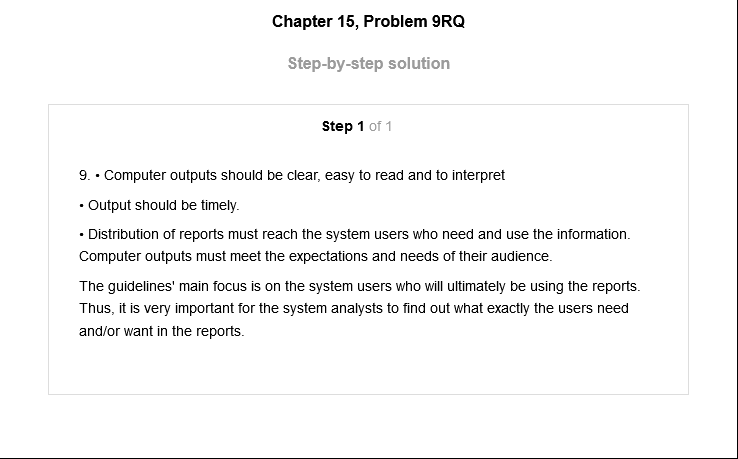 Chapter 15, Problem 9RQ
Step-by-step solution
Step 1 of 1
9. • Computer outputs should be clear, easy to read and to interpret
• Output should be timely.
• Distribution of reports must reach the system users who need and use the information.
Computer outputs must meet the expectations and needs of their audience.
The guidelines' main focus is on the system users who will ultimately be using the reports.
Thus, it is very important for the system analysts to find out what exactly the users need
and/or want in the reports.